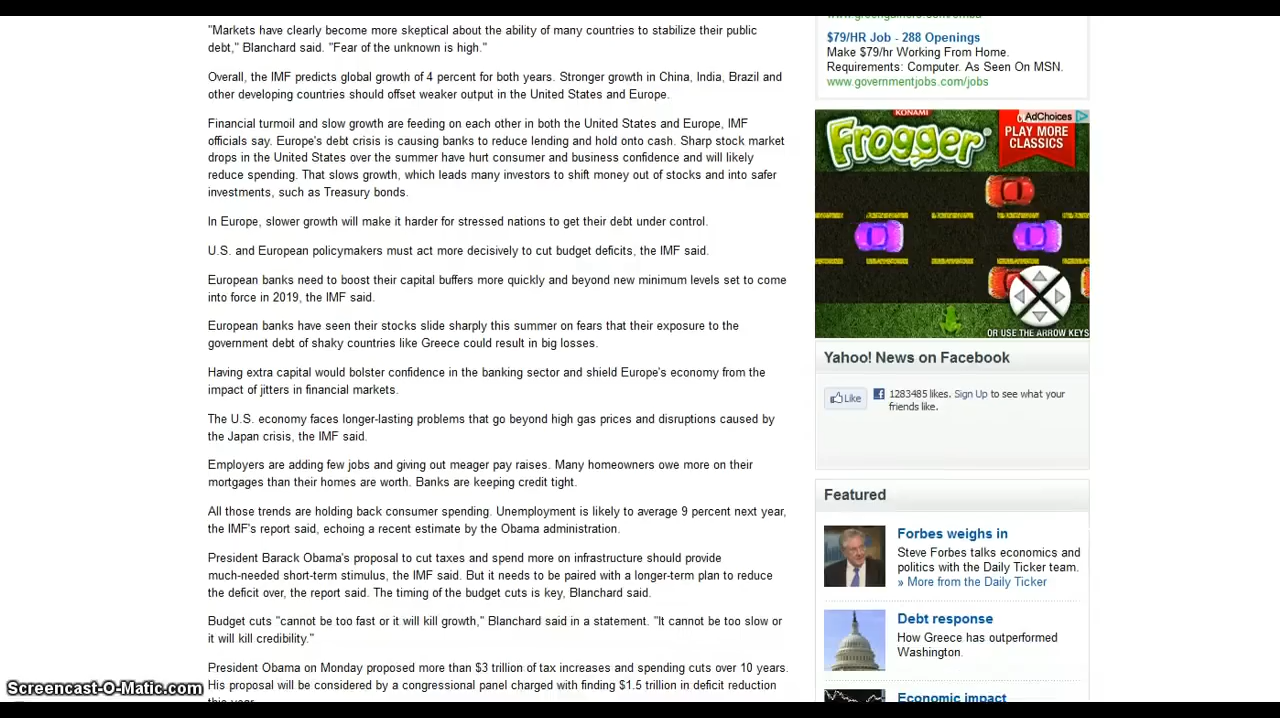 "Markets have clearly become more skeptical about the ability of many countries to stabilize their public
debt," Blanchard said. "Fear of the unknown is high."
Overall, the IMF predicts global growth of 4 percent for both years. Stronger growth in China, India, Brazil and
other developing countries should offset weaker output in the United States and Europe.
Financial turmoil and slow growth are feeding on each other in both the United States and Europe, IMF
officials say. Europe's debt crisis is causing banks to reduce lending and hold onto cash. Sharp stock market
drops in the United States over the summer have hurt consumer and business confidence and will likely
reduce spending. That slows growth, which leads many investors to shift money out of stocks and into safer
investments, such as Treasury bonds.
In Europe, slower growth will make it harder for stressed nations to get their debt under control.
U.S. and European policymakers must act more decisively to cut budget deficits, the IMF said.
European banks need to boost their capital buffers more quickly and beyond new minimum levels set to come
into force in 2019, the IMF said.
European banks have seen their stocks slide sharply this summer on fears that their exposure to the
government debt of shaky countries like Greece could result in big losses.
Having extra capital would bolster confidence in the banking sector and shield Europe's economy from the
impact of jitters in financial markets.
The U.S. economy faces longer-lasting problems that go beyond high gas prices and disruptions caused by
the Japan crisis, the IMF said.
Employers are adding few jobs and giving out meager pay raises. Many homeowners owe more on their
mortgages than their homes are worth. Banks are keeping credit tight.
All those trends are holding back consumer spending. Unemployment is likely to average 9 percent next year,
the IMF's report said, echoing a recent estimate by the Obama administration.
President Barack Obama's proposal to cut taxes and spend more on infrastructure should provide
much-needed short-term stimulus, the IMF said. But it needs to be paired with a longer-term plan to reduce
the deficit over, the report said. The timing of the budget cuts is key, Blanchard said.
Budget cuts "cannot be too fast or it will kill growth," Blanchard said in a statement. "It cannot be too slow or
it will kill credibility."
President Obama on Monday proposed more than $3 trillion of tax increases and spending cuts over 10 years.
His proposal will be considered by a congressional panel charged with finding $1.5 trillion in deficit reduction
this year.
$79/HR Job - 288 Openings
Make $79/hr Working From Home.
Requirements: Computer. As Seen On MSN.
www.governmentjobs.com/jobs
KONAMI
Frogger
AdChoices
PLAY MORE
CLASSICS
OR USE THE ARROW KEYS
Yahoo! News on Facebook
Like
1283485 likes. Sign Up to see what your
friends like.
Featured
Forbes weighs in
Steve Forbes talks economics and
politics with the Daily Ticker team.
» More from the Daily Ticker
Debt response
How Greece has outperformed
Washington.
Economic impact
Screencast-O-Matic.com